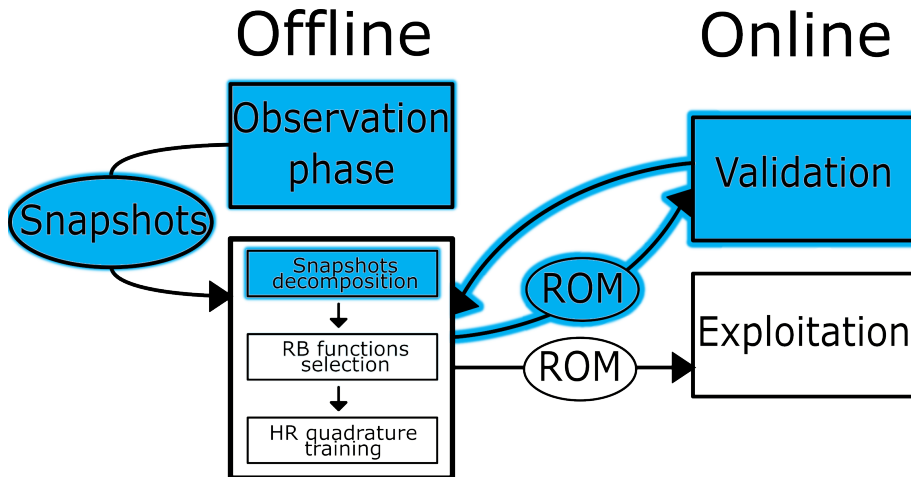 Offline
Online
Observation
phase
Validation
Snapshots
Snapshots
decomposition
ROM
RB functions
selection
Exploitation
ROM
HR quadrature
training